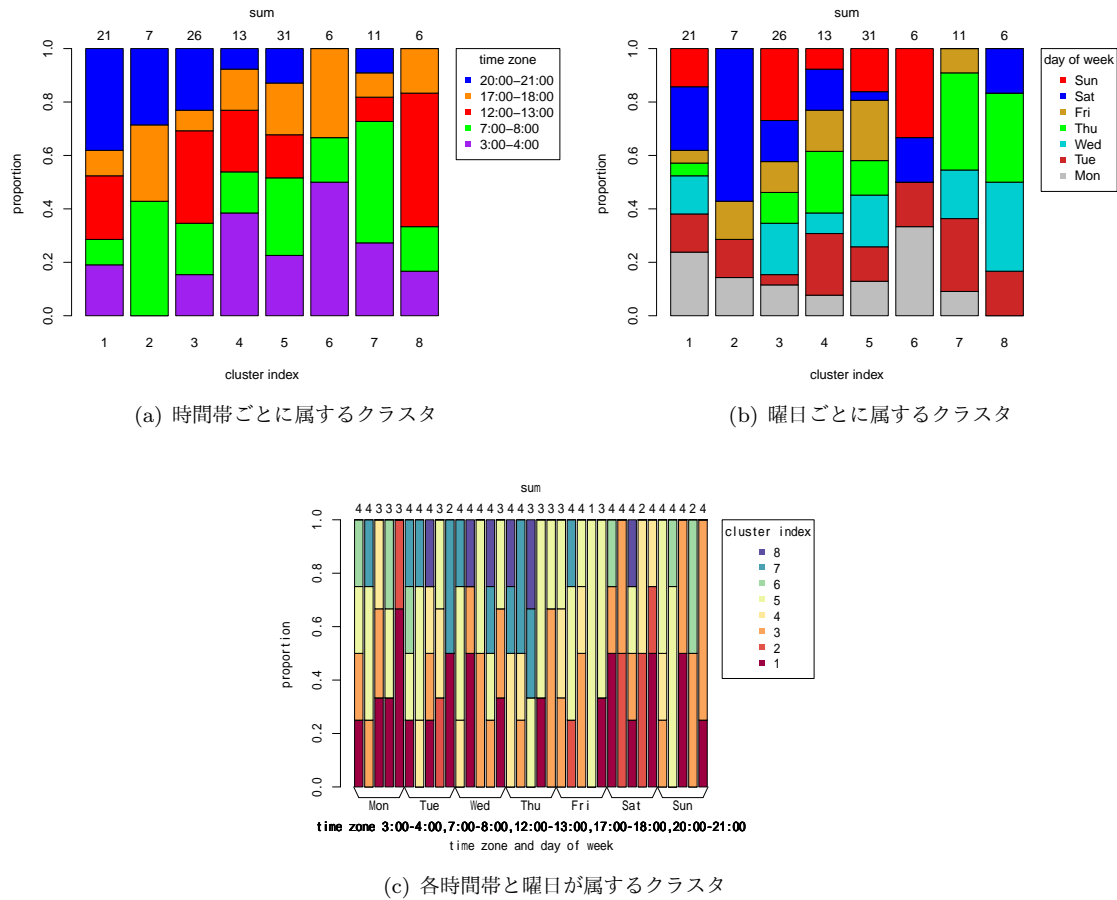 sum
21 7 26 13 31 6 11 6
proportion
0.0 0.2 0.4 0.6 0.8 1.0
1 2 3 4 5 6 7 8
cluster index
time zone
20:00−21:00
17:00−18:00
12:00−13:00
7:00−8:00
3:00−4:00
(a) 時間帯ごとに属するクラスタ
sum
21 7 26 13 31 6 11 6
proportion
0.0 0.2 0.4 0.6 0.8 1.0
1 2 3 4 5 6 7 8
cluster index
day of week
Sun
Sat
Fri
Thu
Wed
Tue
Mon
(b) 曜日ごとに属するクラスタ
sum
4 4 3 3 3 4 4 4 3 2 4 4 4 4 3 4 4 3 3 3 3 4 4 1 3 4 4 4 2 4 4 4 4 2 4
proportion
0.0 0.2 0.4 0.6 0.8 1.0
Mon Tue Wed Thu Fri Sat Sun
time zone 3:00-4:00,7:00-8:00,12:00-13:00,17:00-18:00,20:00-21:00
time zone and day of week
cluster index
8
7
6
5
4
3
2
1
(c) 各時間帯と曜日が属するクラスタ